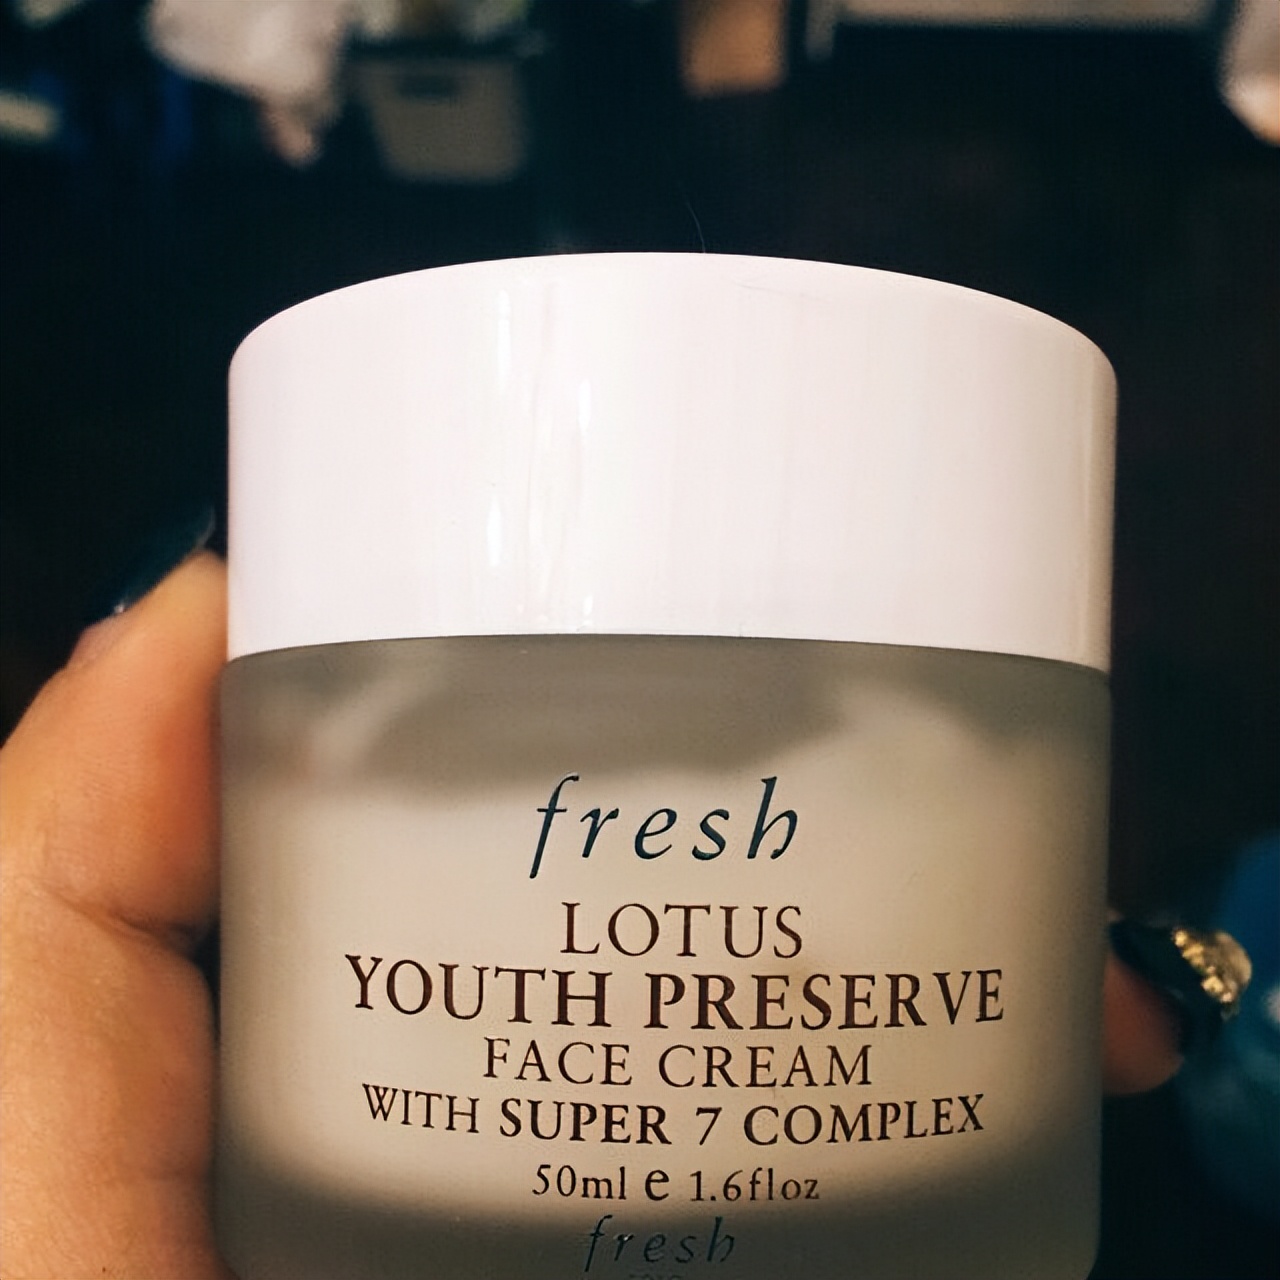 fresh
LOTUS
YOUTH PRESERVE
FACE CREAM
WITH SUPER 7 COMPLEX
50ml e 1.6floz
fresh